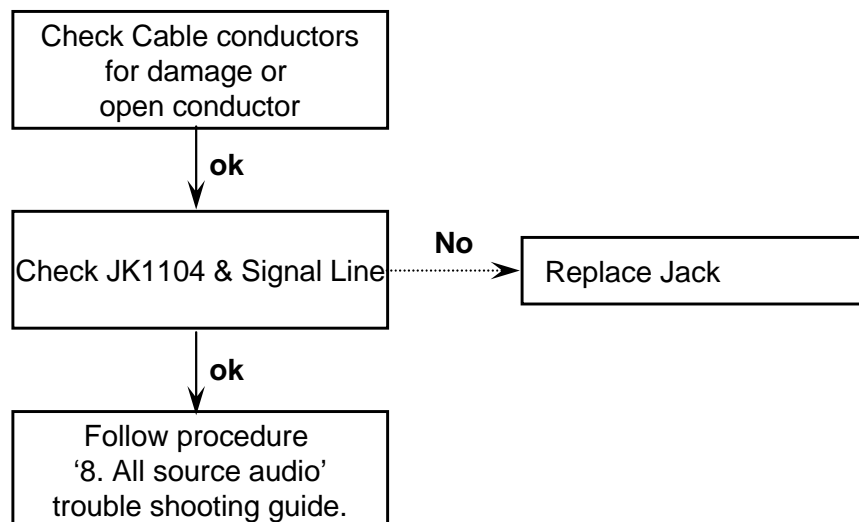 Check Cable conductors
for damage or
open conductor
ok
Check JK1104 & Signal Line
No
Replace Jack
ok
Follow procedure
‘8. All source audio’
trouble shooting guide.